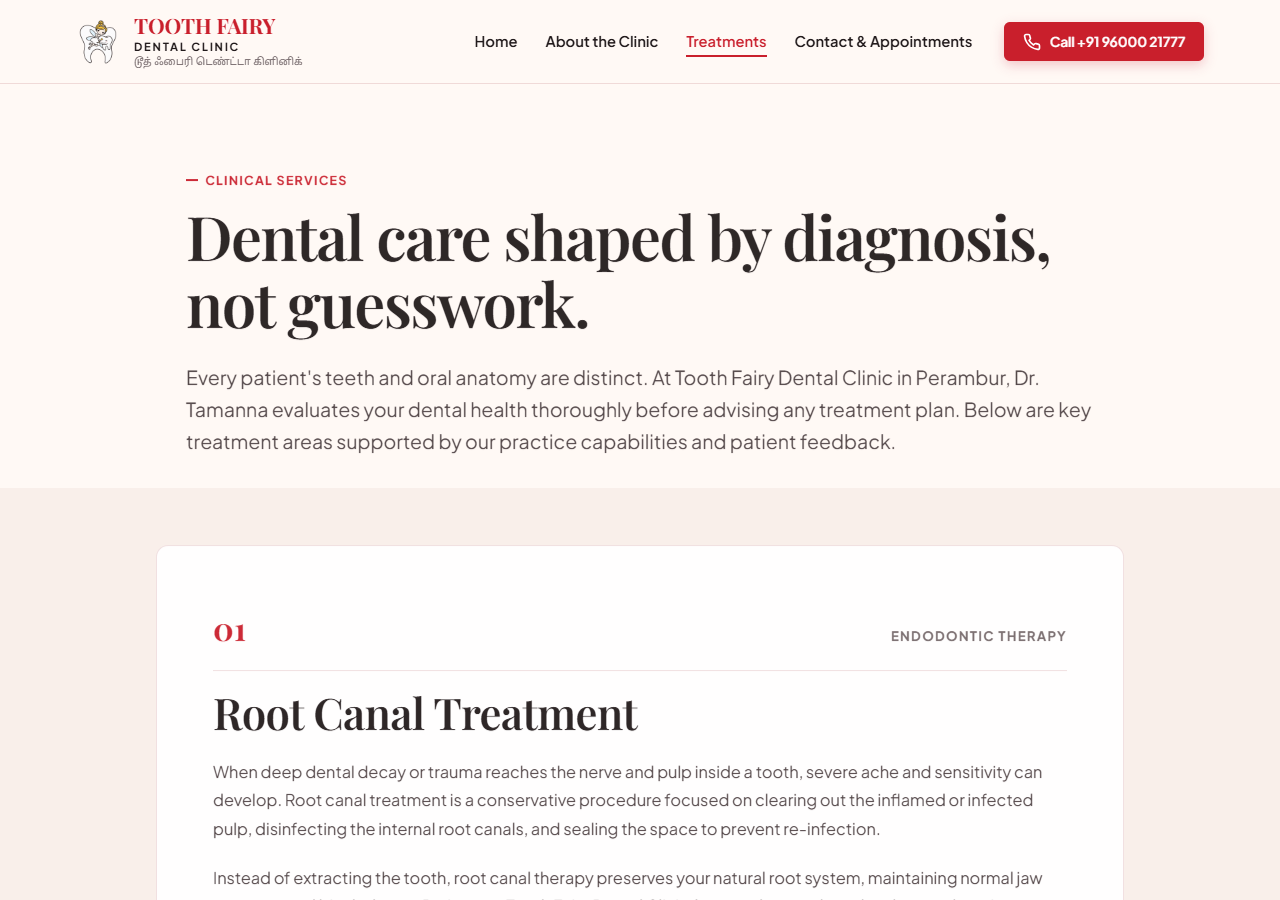 TOOTH FAIRY
DENTAL CLINIC
டூத் ஃபைரி டெண்ட்டா கிளினிக்
Home
About the Clinic
Treatments
Contact & Appointments
Call +91 96000 21777
CLINICAL SERVICES
Dental care shaped by diagnosis,
not guesswork.
Every patient's teeth and oral anatomy are distinct. At Tooth Fairy Dental Clinic in Perambur, Dr.
Tamanna evaluates your dental health thoroughly before advising any treatment plan. Below are key
treatment areas supported by our practice capabilities and patient feedback.
01
ENDODONTIC THERAPY
Root Canal Treatment
When deep dental decay or trauma reaches the nerve and pulp inside a tooth, severe ache and sensitivity can
develop. Root canal treatment is a conservative procedure focused on clearing out the inflamed or infected
pulp, disinfecting the internal root canals, and sealing the space to prevent re-infection.
Instead of extracting the tooth, root canal therapy preserves your natural root system, maintaining normal jaw